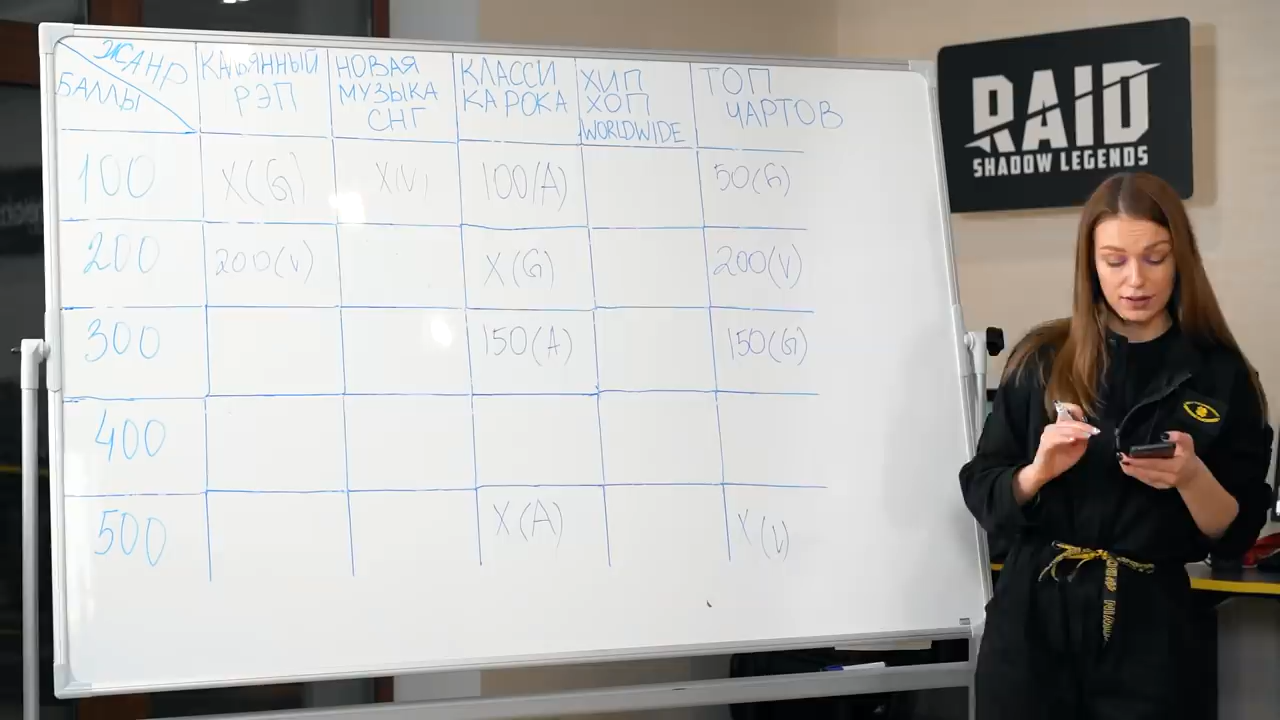 ЖАНР
БАЛЛЫ
КАЛЬЯННЫЙ
РЭП
НОВАЯ
МУЗЫКА
СНГ
КЛАССИ
КА РОКА
ХИП
ХОП
WORLDWIDE
ТОП
ЧАРТОВ
100
X(G)
X(V)
100(A)
50(G)
200
200(V)
X(G)
200(V)
300
150(A)
150(G)
400
500
X(A)
X(V)
RAID
SHADOW LEGENDS